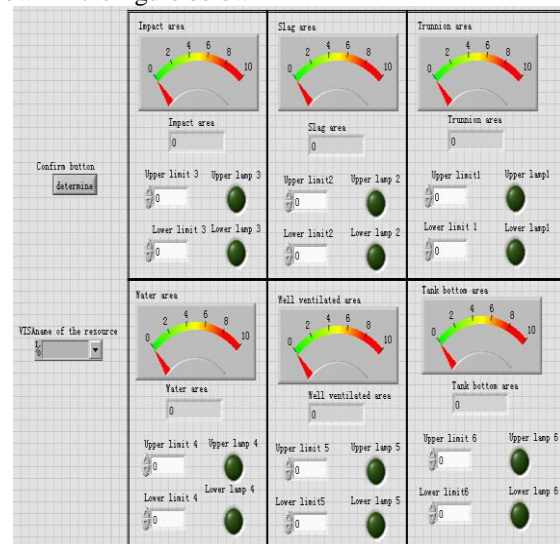 Impact area
0 2 4 6 8 10
Impact area
0
Upper limit 3 Upper lamp 3
0
Lower limit 3 Lower lamp 3
0
Slag area
0 2 4 6 8 10
Slag area
0
Upper limit2 Upper lamp 2
0
Lower limit2 Lower lamp 2
0
Trunnion area
0 2 4 6 8 10
Trunnion area
0
Upper limit1 Upper lamp1
0
Lower limit 1 Lower lamp1
0
Confirm button
determine
VISAname of the resource
I/O
Water area
0 2 4 6 8 10
Water area
0
Upper limit 4 Upper lamp 4
0
Lower limit 4 Lower lamp 4
0
Well ventilated area
0 2 4 6 8 10
Well ventilated area
0
Upper limit 5 Upper lamp 5
0
Lower limit5 Lower lamp 5
0
Tank bottom area
0 2 4 6 8 10
Tank bottom area
0
Upper limit 6 Upper lamp 6
0
Lower limit6 Lower lamp 6
0